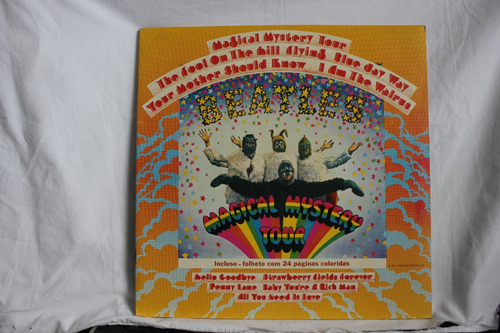 Magical Mystery Tour
The Fool On The Hill Flying Blue Jay Way
Your Mother Should Know I Am The Walrus
BEATLES
MAGICAL MYSTERY
TOUR
Incluso - folheto com 24 páginas coloridas
Hello Goodbye Strawberry Fields Forever
Penny Lane Baby You're A Rich Man
All You Need Is Love